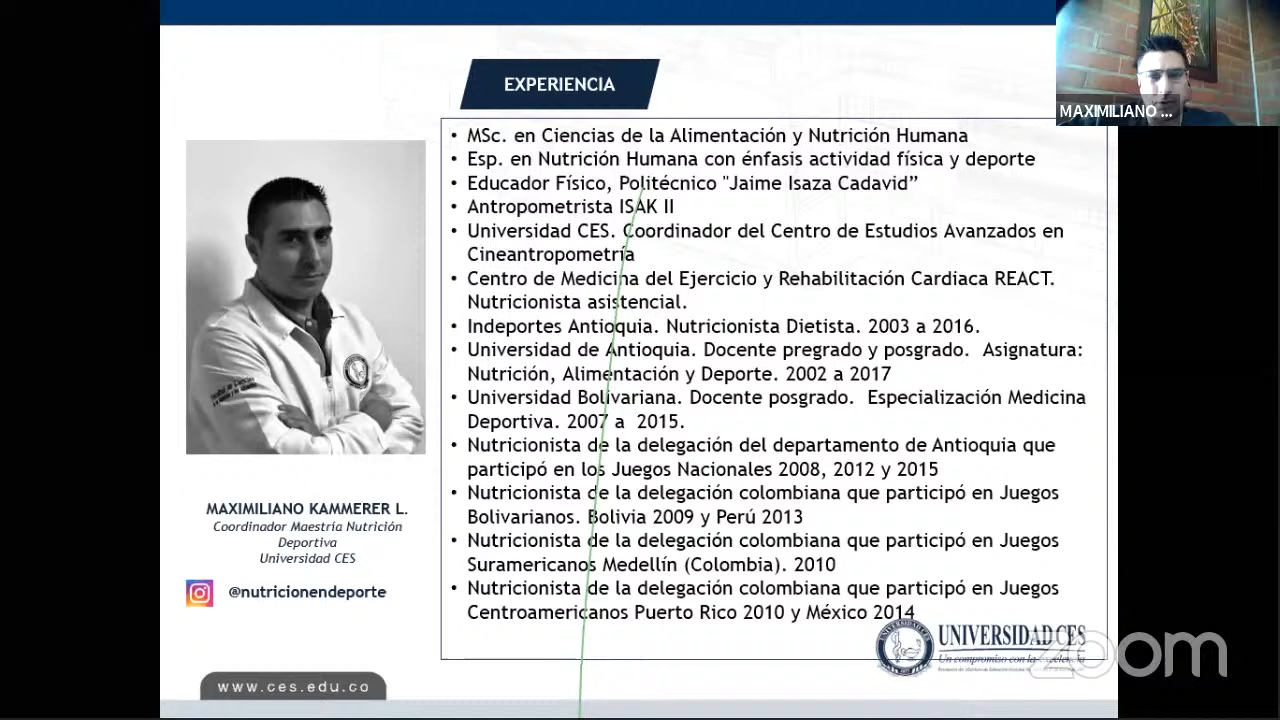 EXPERIENCIA
MAXIMILIANO ...
• MSc. en Ciencias de la Alimentación y Nutrición Humana
• Esp. en Nutrición Humana con énfasis actividad física y deporte
• Educador Físico, Politécnico "Jaime Isaza Cadavid”
• Antropometrista ISAK II
• Universidad CES. Coordinador del Centro de Estudios Avanzados en
Cineantropometría
• Centro de Medicina del Ejercicio y Rehabilitación Cardiaca REACT.
Nutricionista asistencial.
• Indeportes Antioquia. Nutricionista Dietista. 2003 a 2016.
• Universidad de Antioquia. Docente pregrado y posgrado. Asignatura:
Nutrición, Alimentación y Deporte. 2002 a 2017
• Universidad Bolivariana. Docente posgrado. Especialización Medicina
Deportiva. 2007 a 2015.
• Nutricionista de la delegación del departamento de Antioquia que
participó en los Juegos Nacionales 2008, 2012 y 2015
• Nutricionista de la delegación colombiana que participó en Juegos
Bolivarianos. Bolivia 2009 y Perú 2013
• Nutricionista de la delegación colombiana que participó en Juegos
Suramericanos Medellín (Colombia). 2010
• Nutricionista de la delegación colombiana que participó en Juegos
Centroamericanos Puerto Rico 2010 y México 2014
MAXIMILIANO KAMMERER L.
Coordinador Maestría Nutrición
Deportiva
Universidad CES
@nutricionendeporte
UNIVERSIDAD CES
Un compromiso con la excelencia
zoom
www.ces.edu.co